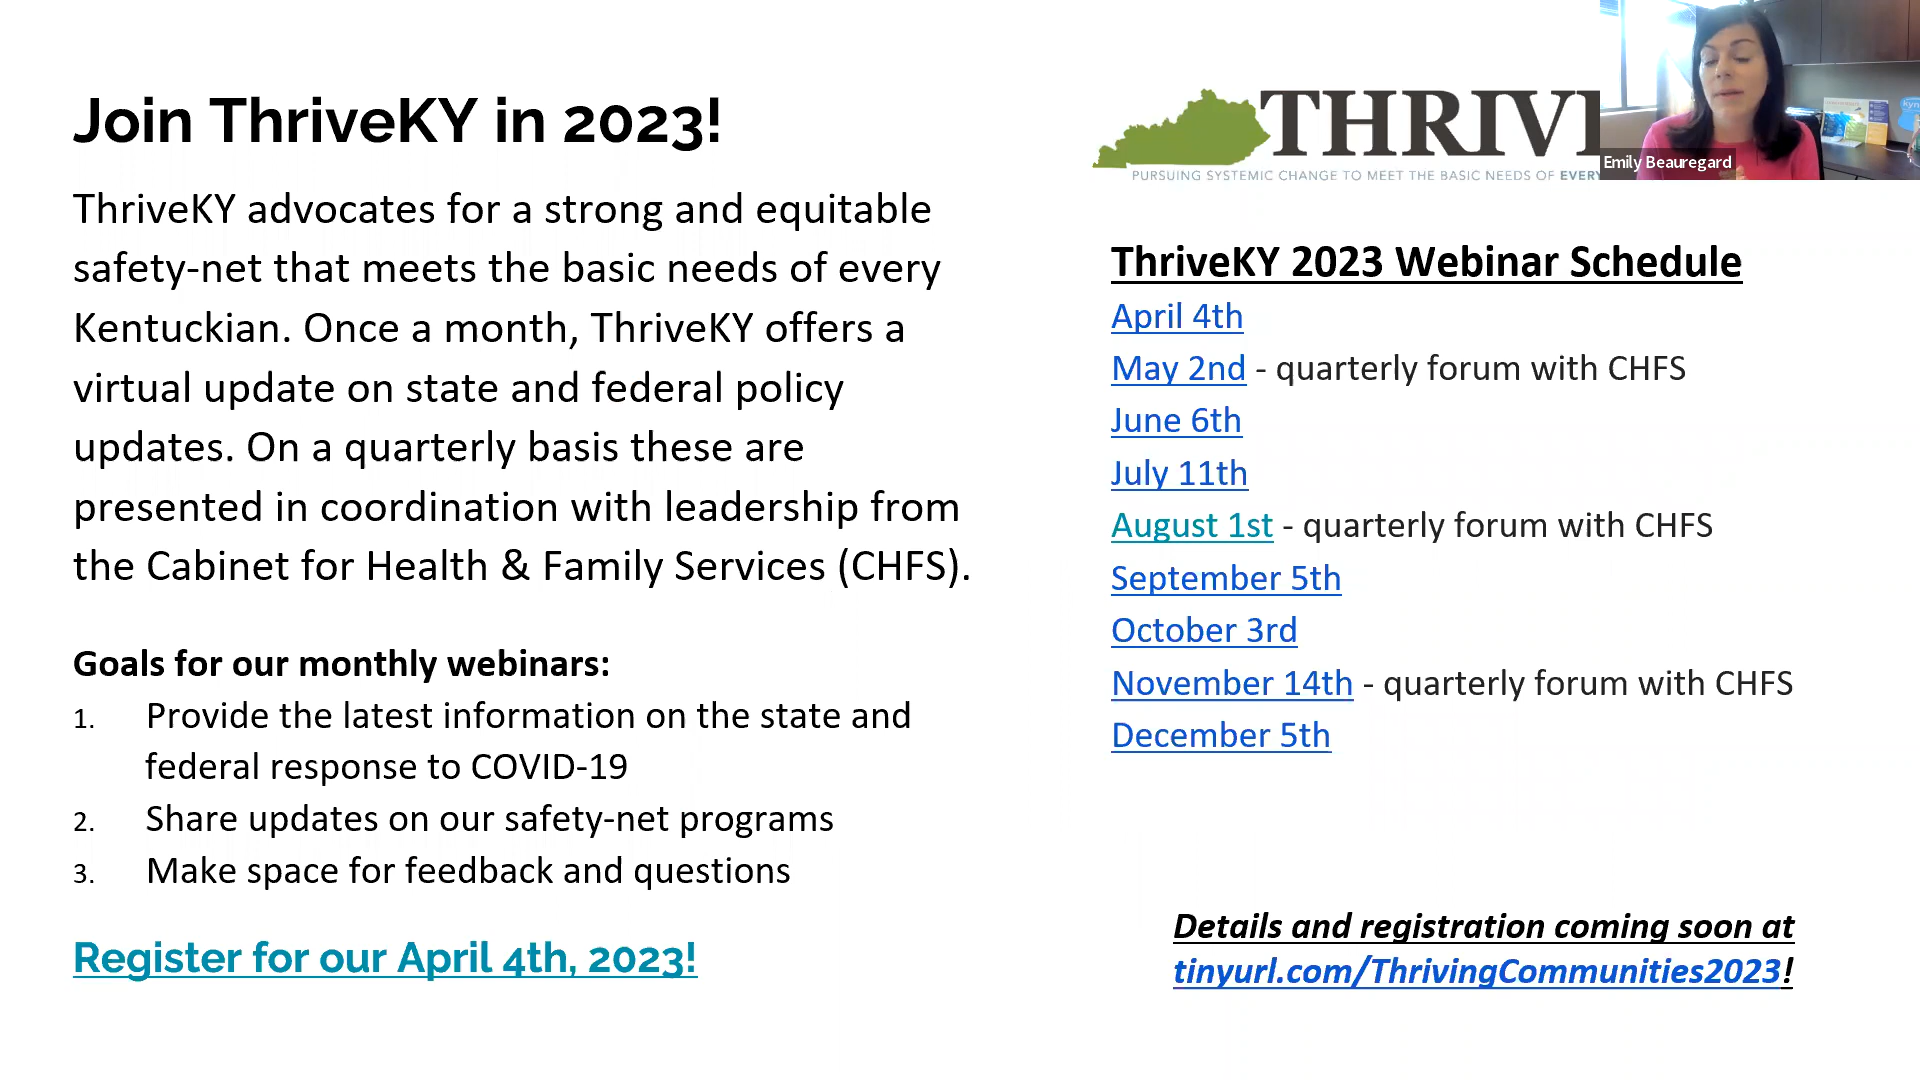 Join ThriveKY in 2023!
ThriveKY advocates for a strong and equitable
safety-net that meets the basic needs of every
Kentuckian. Once a month, ThriveKY offers a
virtual update on state and federal policy
updates. On a quarterly basis these are
presented in coordination with leadership from
the Cabinet for Health & Family Services (CHFS).
Goals for our monthly webinars:
1. Provide the latest information on the state and
federal response to COVID-19
2. Share updates on our safety-net programs
3. Make space for feedback and questions
Register for our April 4th, 2023!
THRIV
PURSUING SYSTEMIC CHANGE TO MEET THE BASIC NEEDS OF EVERY
Emily Beauregard
ThriveKY 2023 Webinar Schedule
April 4th
May 2nd - quarterly forum with CHFS
June 6th
July 11th
August 1st - quarterly forum with CHFS
September 5th
October 3rd
November 14th - quarterly forum with CHFS
December 5th
Details and registration coming soon at
tinyurl.com/ThrivingCommunities2023!